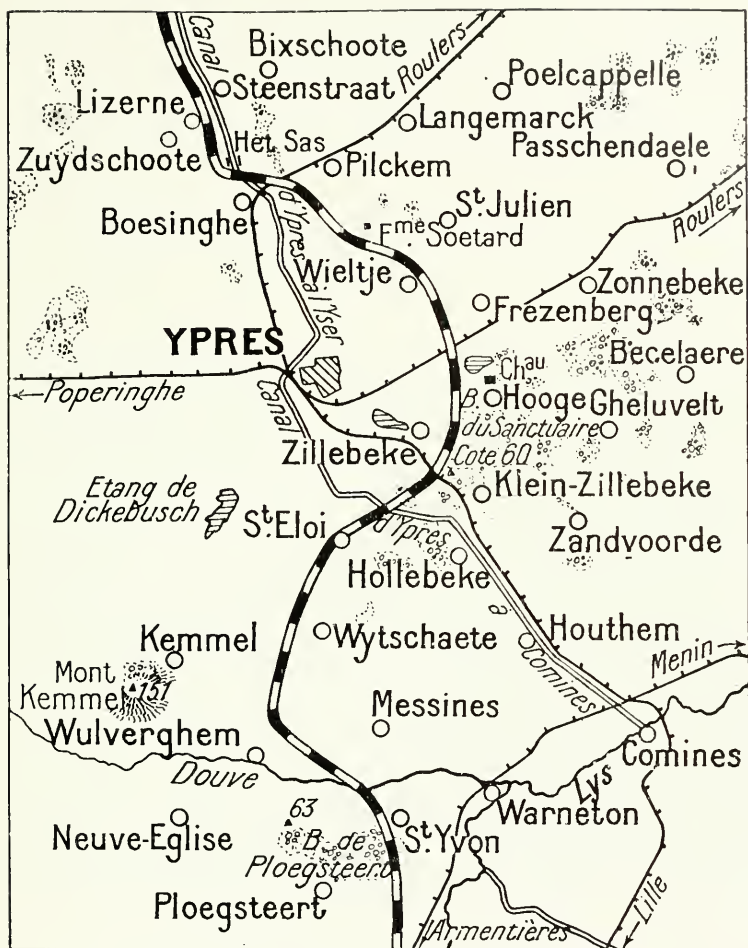 Canal
Bixschoote
Roulers
Steenstraat
Poelcappelle
Lizerne
Langemarck
Het Sas
Passchendaele
Zuydschoote
Pilckem
Boesinghe
d'Ypres à l'Yser
St. Julien
Fme. Soetard
Roulers
Wieltje
Zonnebeke
Frezenberg
YPRES
Becelaere
Chau.
Poperinghe
Canal
B.
Hooge
Gheluvelt
du Sanctuaire
Zillebeke
Cote 60
Klein-Zillebeke
Etang de
Dickebusch
St. Eloi
d'Ypres
Zandvoorde
Hollebeke
à
Kemmel
Wytschaete
Houthem
Comines
Menin
Mont
Kemmel
151
Messines
Wulverghem
Comines
Douve
Lys
63
Warneton
Neuve-Eglise
B. de
Ploegsteert
St. Yvon
Ploegsteert
Armentières
Lille